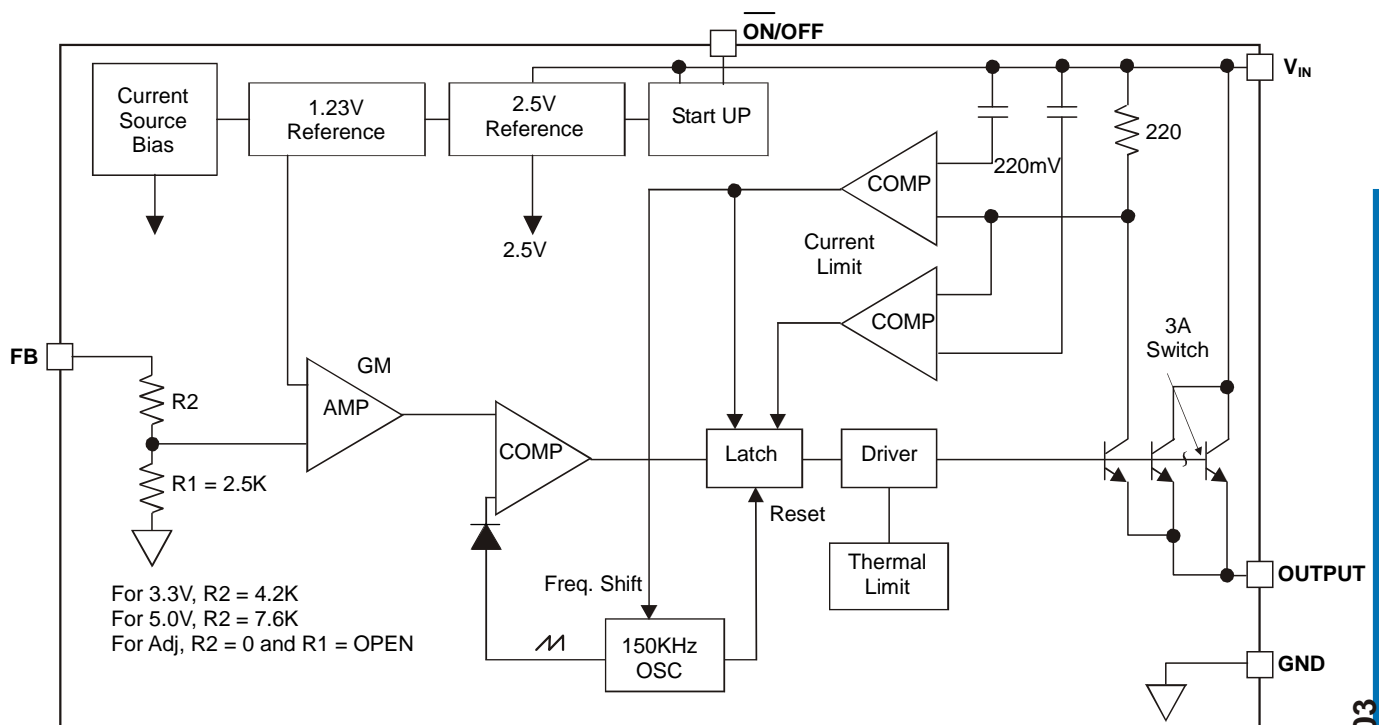 ON/OFF
VIN
Current
Source
Bias
1.23V
Reference
2.5V
Reference
Start UP
220
220mV
COMP
2.5V
Current
Limit
COMP
3A
Switch
FB
GM
R2
AMP
COMP
Latch
Driver
R1 = 2.5K
Reset
Thermal
Limit
Freq. Shift
OUTPUT
For 3.3V, R2 = 4.2K
For 5.0V, R2 = 7.6K
For Adj, R2 = 0 and R1 = OPEN
150KHz
OSC
GND
03